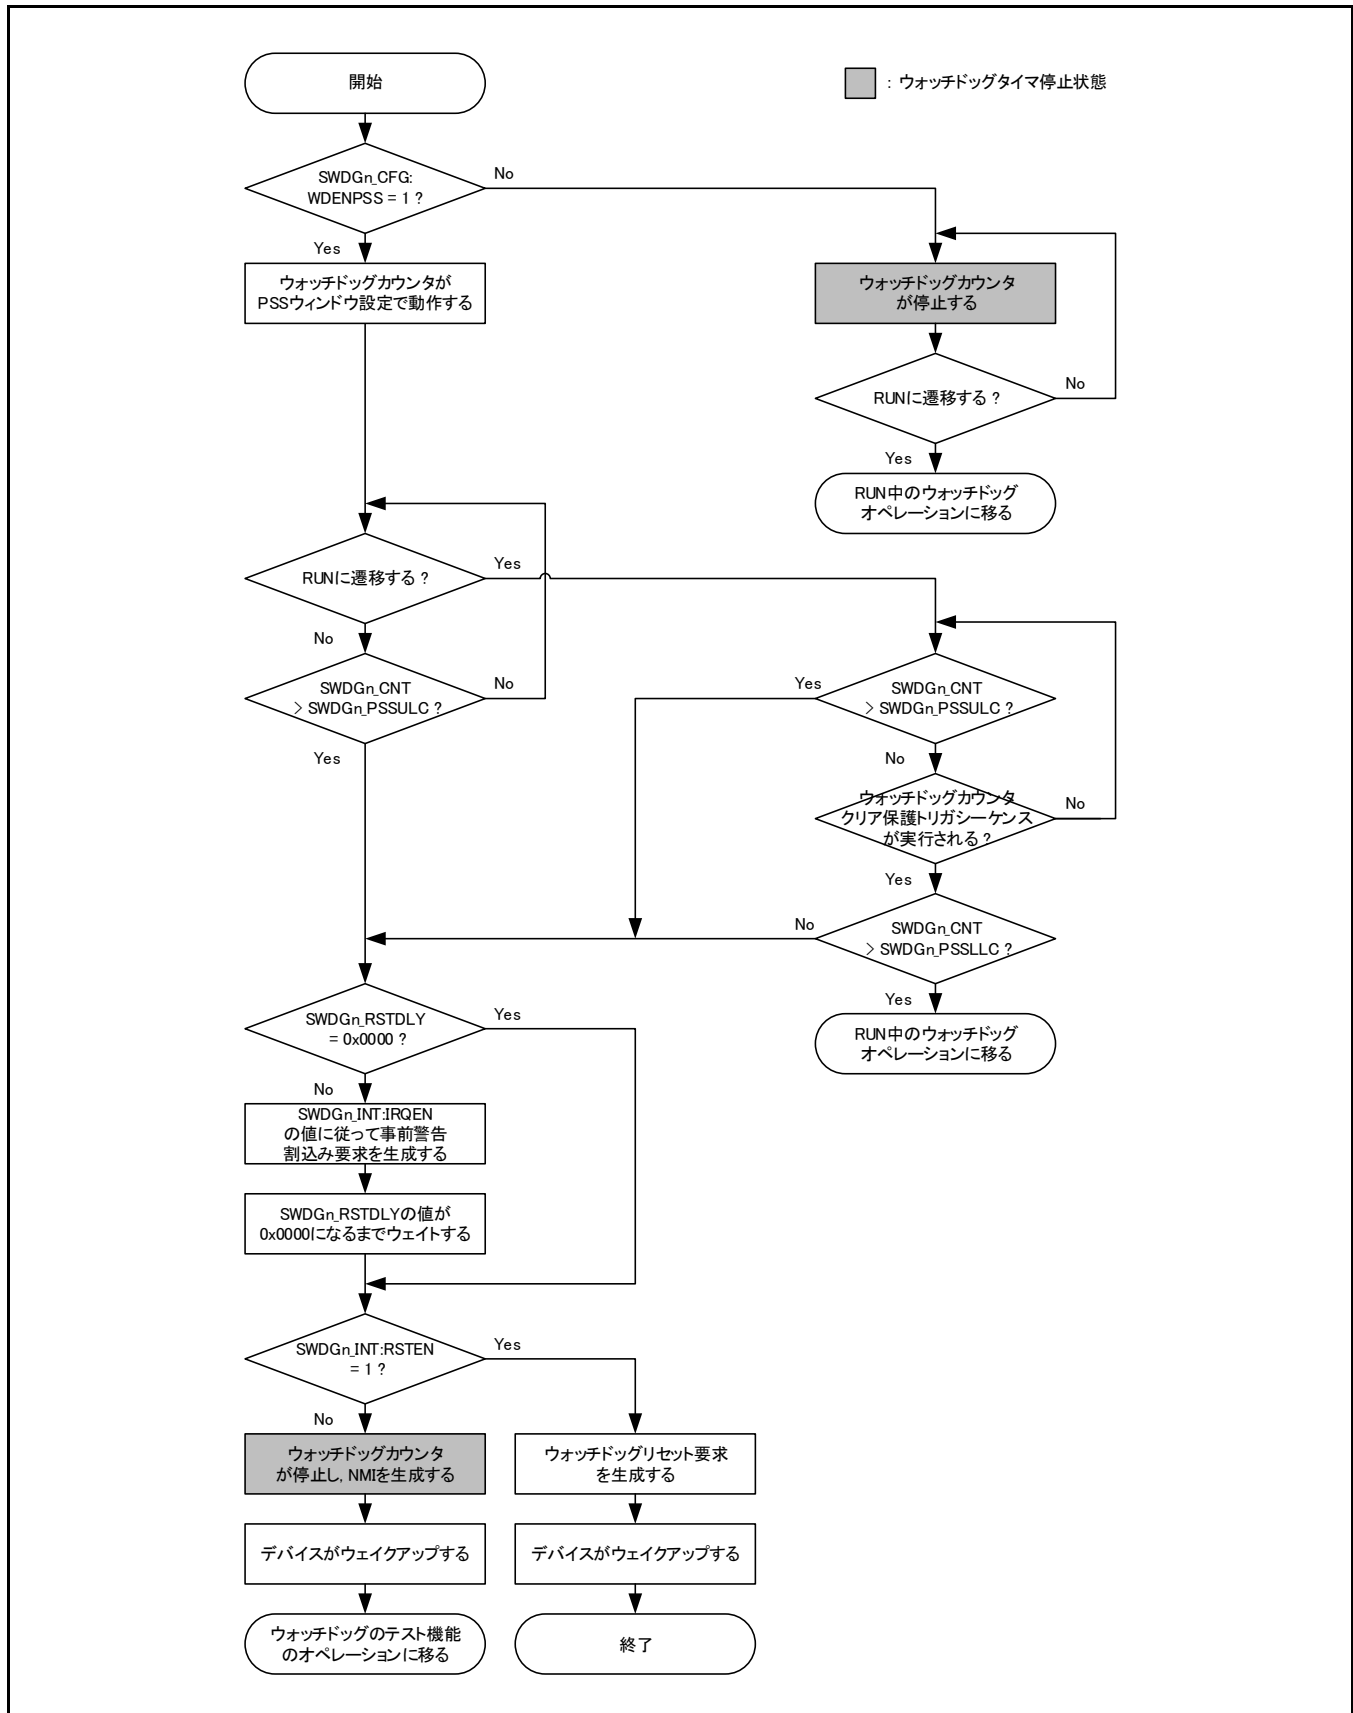 開始
: ウォッチドッグタイマ停止状態
SWDGn_CFG:
WDENPSS = 1 ?
No
Yes
ウォッチドッグカウンタが
PSSウィンドウ設定で動作する
ウォッチドッグカウンタ
が停止する
RUNに遷移する ?
No
Yes
RUN中のウォッチドッグ
オペレーションに移る
RUNに遷移する ?
Yes
No
SWDGn_CNT
> SWDGn_PSSULC ?
No
Yes
SWDGn_CNT
> SWDGn_PSSULC ?
Yes
No
ウォッチドッグカウンタ
クリア保護トリガシーケンス
が実行される ?
No
Yes
SWDGn_CNT
> SWDGn_PSSLLC ?
No
Yes
RUN中のウォッチドッグ
オペレーションに移る
SWDGn_RSTDLY
= 0x0000 ?
Yes
No
SWDGn_INT:IRQEN
の値に従って事前警告
割込み要求を生成する
SWDGn_RSTDLYの値が
0x0000になるまでウェイトする
SWDGn_INT:RSTEN
= 1 ?
Yes
No
ウォッチドッグカウンタ
が停止し, NMIを生成する
ウォッチドッグリセット要求
を生成する
デバイスがウェイクアップする
デバイスがウェイクアップする
ウォッチドッグのテスト機能
のオペレーションに移る
終了